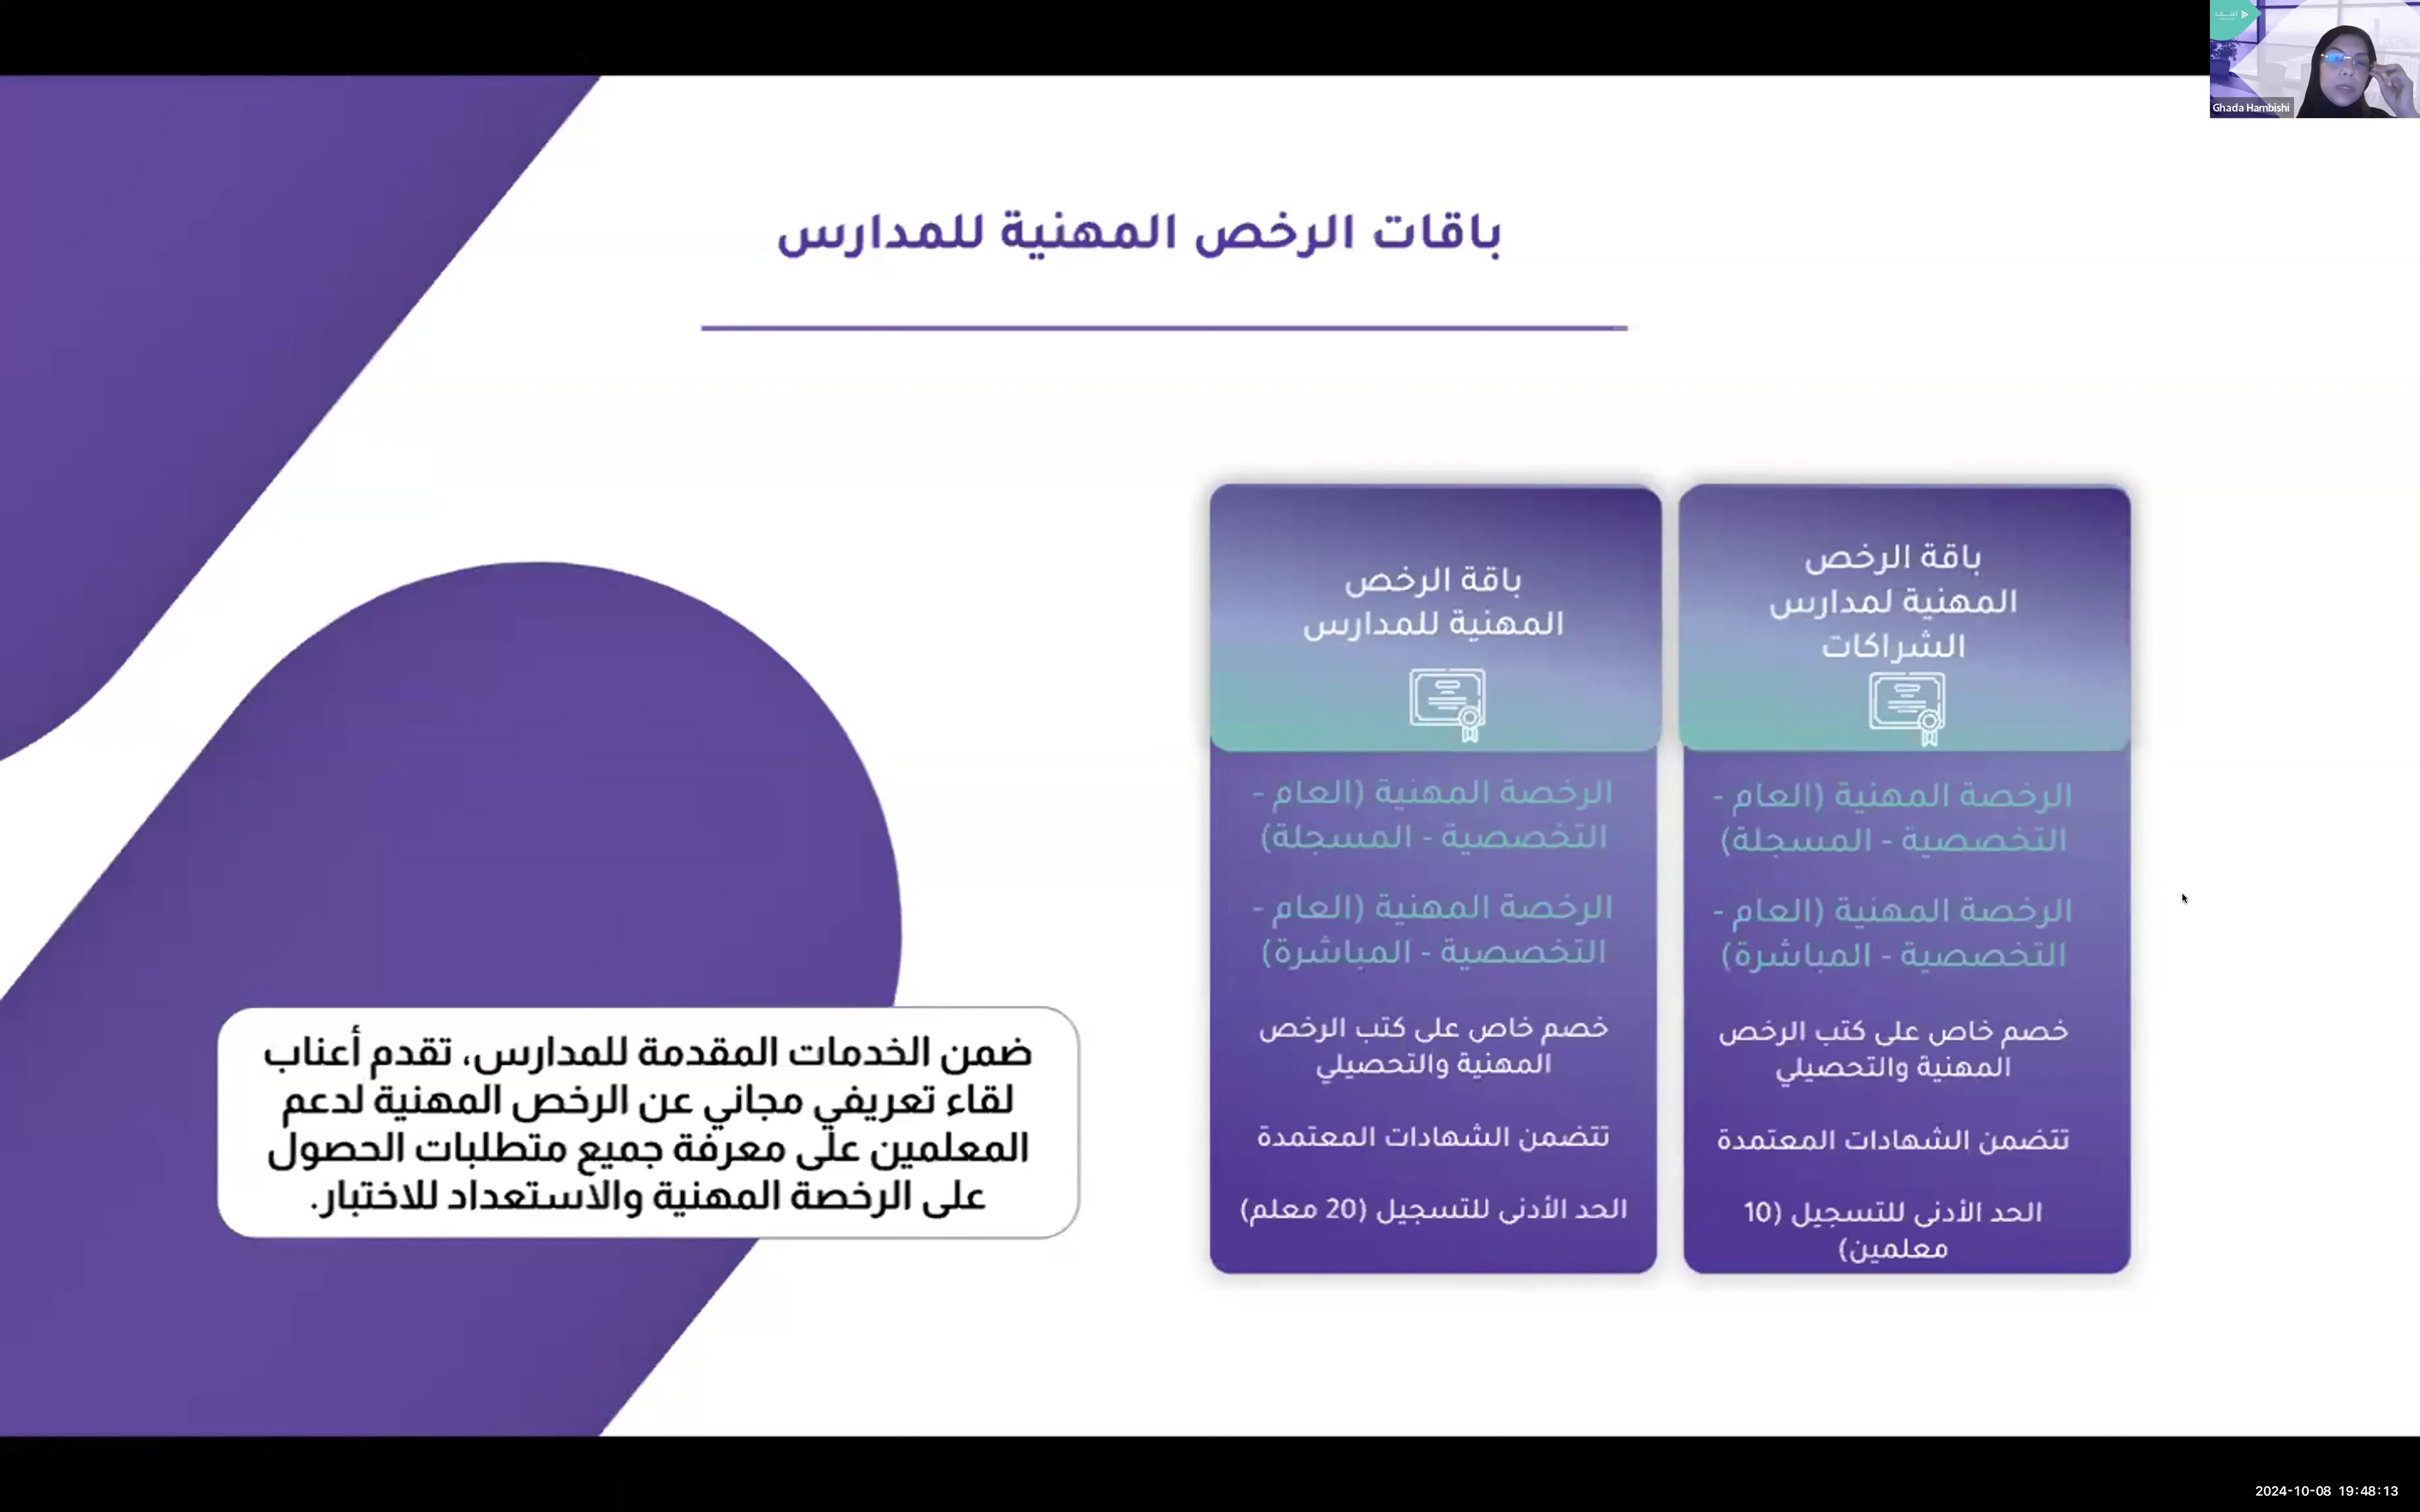 Ghada Hambishi
باقات الرخص المهنية للمدارس
باقة الرخص
المهنية لمدارس
الشراكات
الرخصة المهنية (العام -
التخصصية - المسجلة)
الرخصة المهنية (العام -
التخصصية - المباشرة)
خصم خاص على كتب الرخص
المهنية والتحصيلي
تتضمن الشهادات المعتمدة
الحد الأدنى للتسجيل (10
معلمين)
باقة الرخص
المهنية للمدارس
الرخصة المهنية (العام -
التخصصية - المسجلة)
الرخصة المهنية (العام -
التخصصية - المباشرة)
خصم خاص على كتب الرخص
المهنية والتحصيلي
تتضمن الشهادات المعتمدة
الحد الأدنى للتسجيل (20 معلم)
ضمن الخدمات المقدمة للمدارس، تقدم أعناب
لقاء تعريفي مجاني عن الرخص المهنية لدعم
المعلمين على معرفة جميع متطلبات الحصول
على الرخصة المهنية والاستعداد للاختبار.
2024-10-08 19:48:13